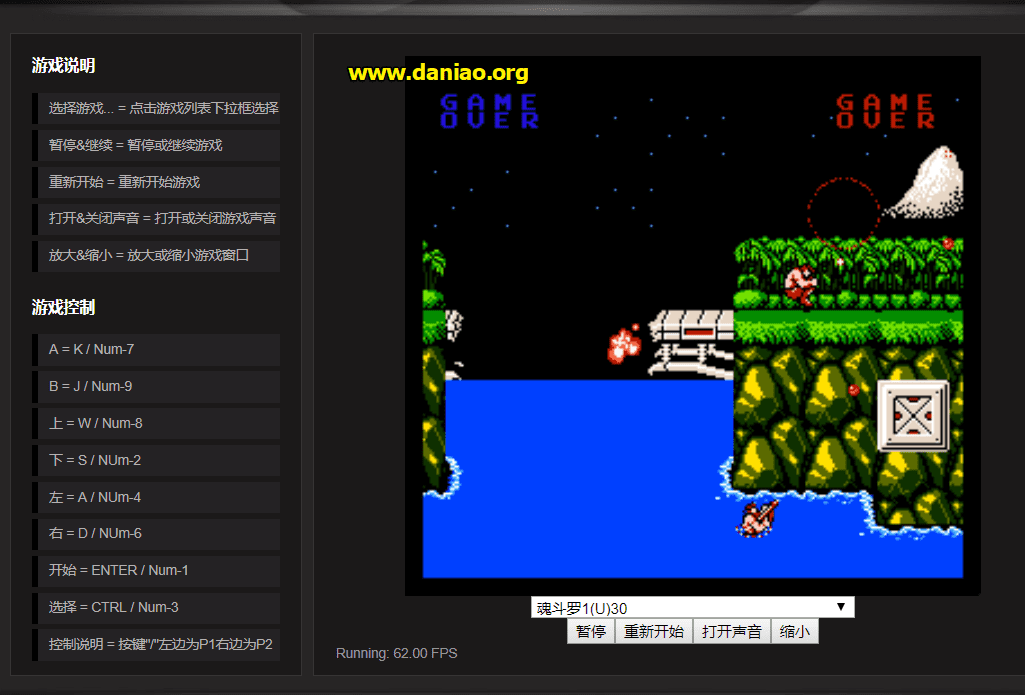 游戏说明
选择游戏... = 点击游戏列表下拉框选择
暂停&继续 = 暂停或继续游戏
重新开始 = 重新开始游戏
打开&关闭声音 = 打开或关闭游戏声音
放大&缩小 = 放大或缩小游戏窗口
游戏控制
A = K / Num-7
B = J / Num-9
上 = W / Num-8
下 = S / NUm-2
左 = A / NUm-4
右 = D / NUm-6
开始 = ENTER / Num-1
选择 = CTRL / Num-3
控制说明 = 按键"/"左边为P1右边为P2
www.daniao.org
GAME
OVER
GAME
OVER
魂斗罗1(U)30
暂停 重新开始 打开声音 缩小
Running: 62.00 FPS